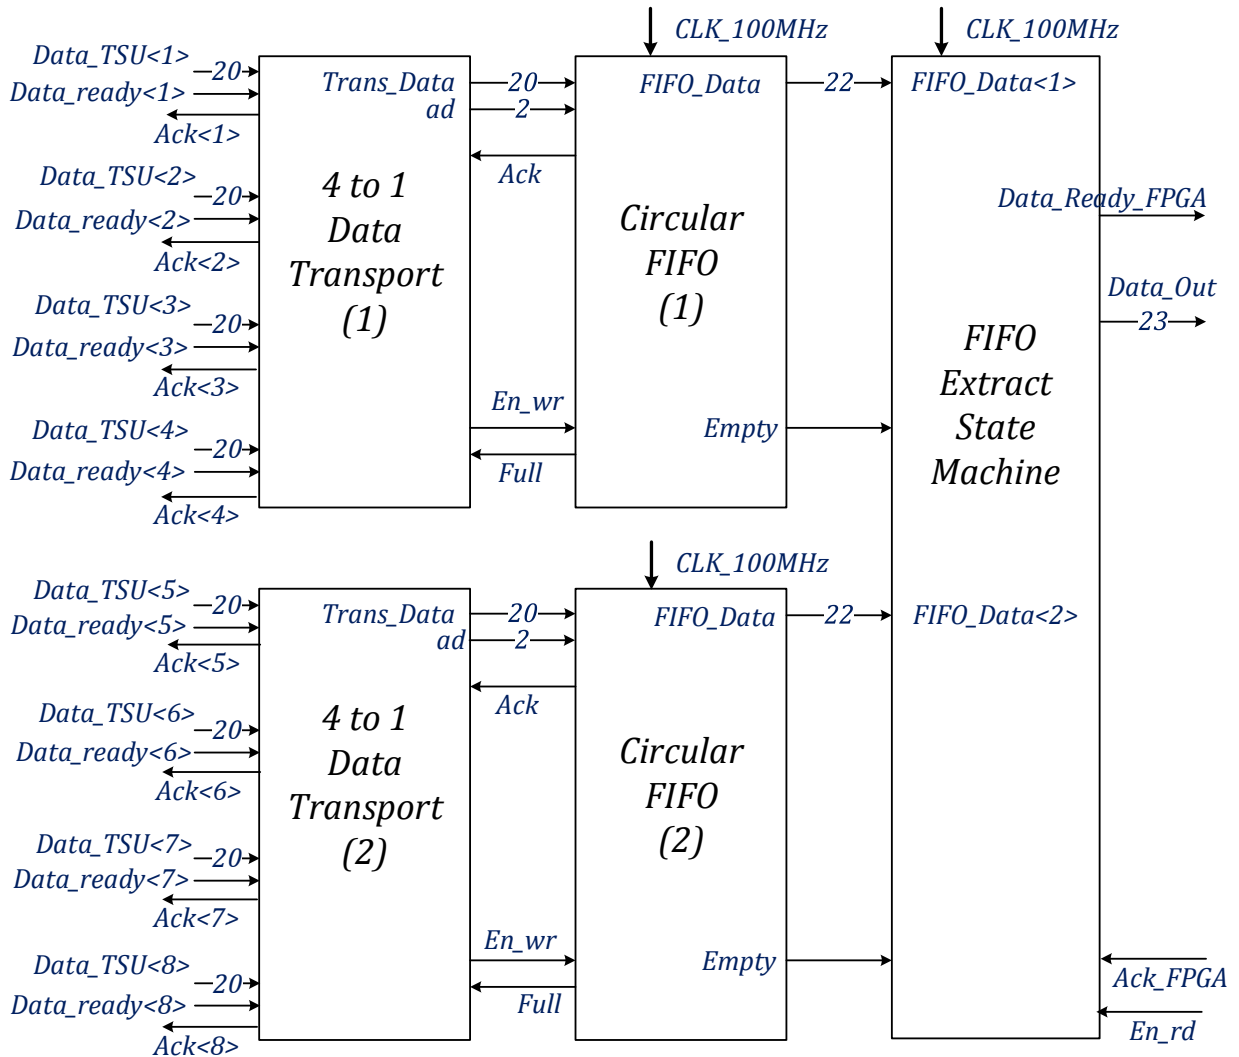 CLK_100MHz
CLK_100MHz
Data_TSU<1>
20
Data_ready<1>
Ack<1>
Data_TSU<2>
20
Data_ready<2>
Ack<2>
Data_TSU<3>
20
Data_ready<3>
Ack<3>
Data_TSU<4>
20
Data_ready<4>
Ack<4>
Trans_Data
ad
4 to 1
Data
Transport
(1)
20
2
Ack
En_wr
Full
FIFO_Data
Circular
FIFO
(1)
Empty
22
FIFO_Data<1>
FIFO
Extract
State
Machine
Data_Ready_FPGA
Data_Out
23
CLK_100MHz
Data_TSU<5>
20
Data_ready<5>
Ack<5>
Data_TSU<6>
20
Data_ready<6>
Ack<6>
Data_TSU<7>
20
Data_ready<7>
Ack<7>
Data_TSU<8>
20
Data_ready<8>
Ack<8>
Trans_Data
ad
4 to 1
Data
Transport
(2)
20
2
Ack
En_wr
Full
FIFO_Data
Circular
FIFO
(2)
Empty
22
FIFO_Data<2>
Ack_FPGA
En_rd